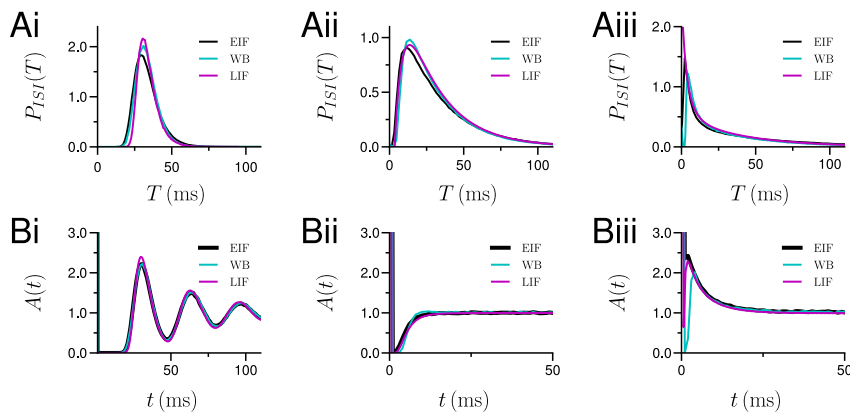 Ai
P_ISI(T)
2.0
1.0
0.0
0
50
100
T (ms)
EIF
WB
LIF
Aii
P_ISI(T)
1.0
0.5
0.0
0
50
100
T (ms)
EIF
WB
LIF
Aiii
P_ISI(T)
2.0
1.0
0.0
0
50
100
T (ms)
EIF
WB
LIF
Bi
A(t)
3.0
2.0
1.0
0.0
0
50
100
t (ms)
EIF
WB
LIF
Bii
A(t)
3.0
2.0
1.0
0.0
0
50
t (ms)
EIF
WB
LIF
Biii
A(t)
3.0
2.0
1.0
0.0
0
50
t (ms)
EIF
WB
LIF